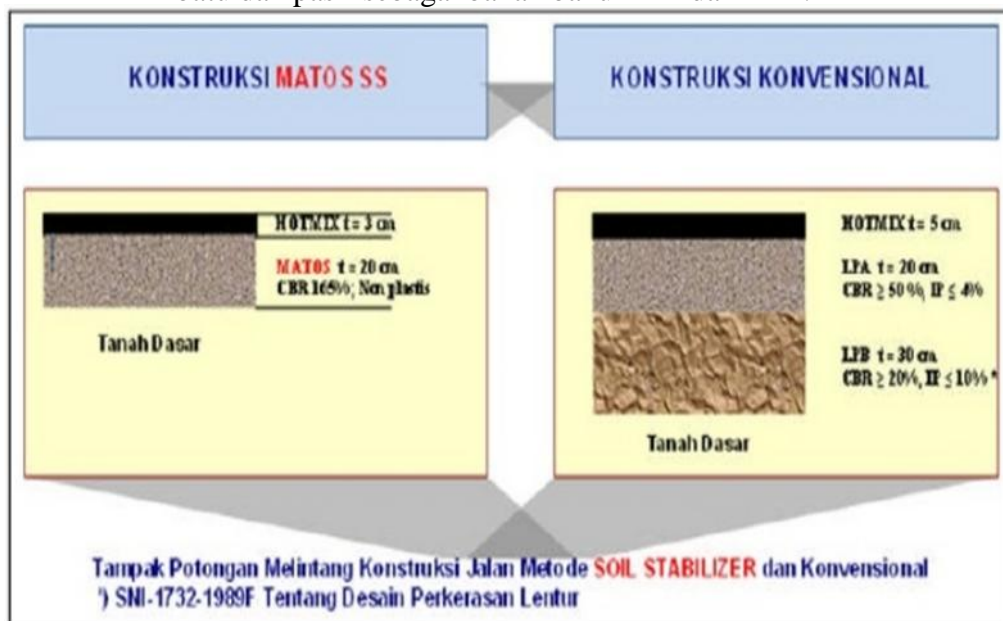 KONSTRUKSI MATOS SS
KONSTRUKSI KONVENSIONAL
HOTMIX t = 3 cm
MATOS t = 20 cm
CBR 165%; Non plastis
Tanah Dasar
HOTMIX t = 5 cm
LPA t = 20 cm
CBR ≥ 50 %, IP ≤ 4%
LPB t = 30 cm
CBR ≥ 20%, IP ≤ 10% *
Tanah Dasar
Tampak Potongan Melintang Konstruksi Jalan Metode SOIL STABILIZER dan Konvensional
*) SNI-1732-1989F Tentang Desain Perkerasan Lentur